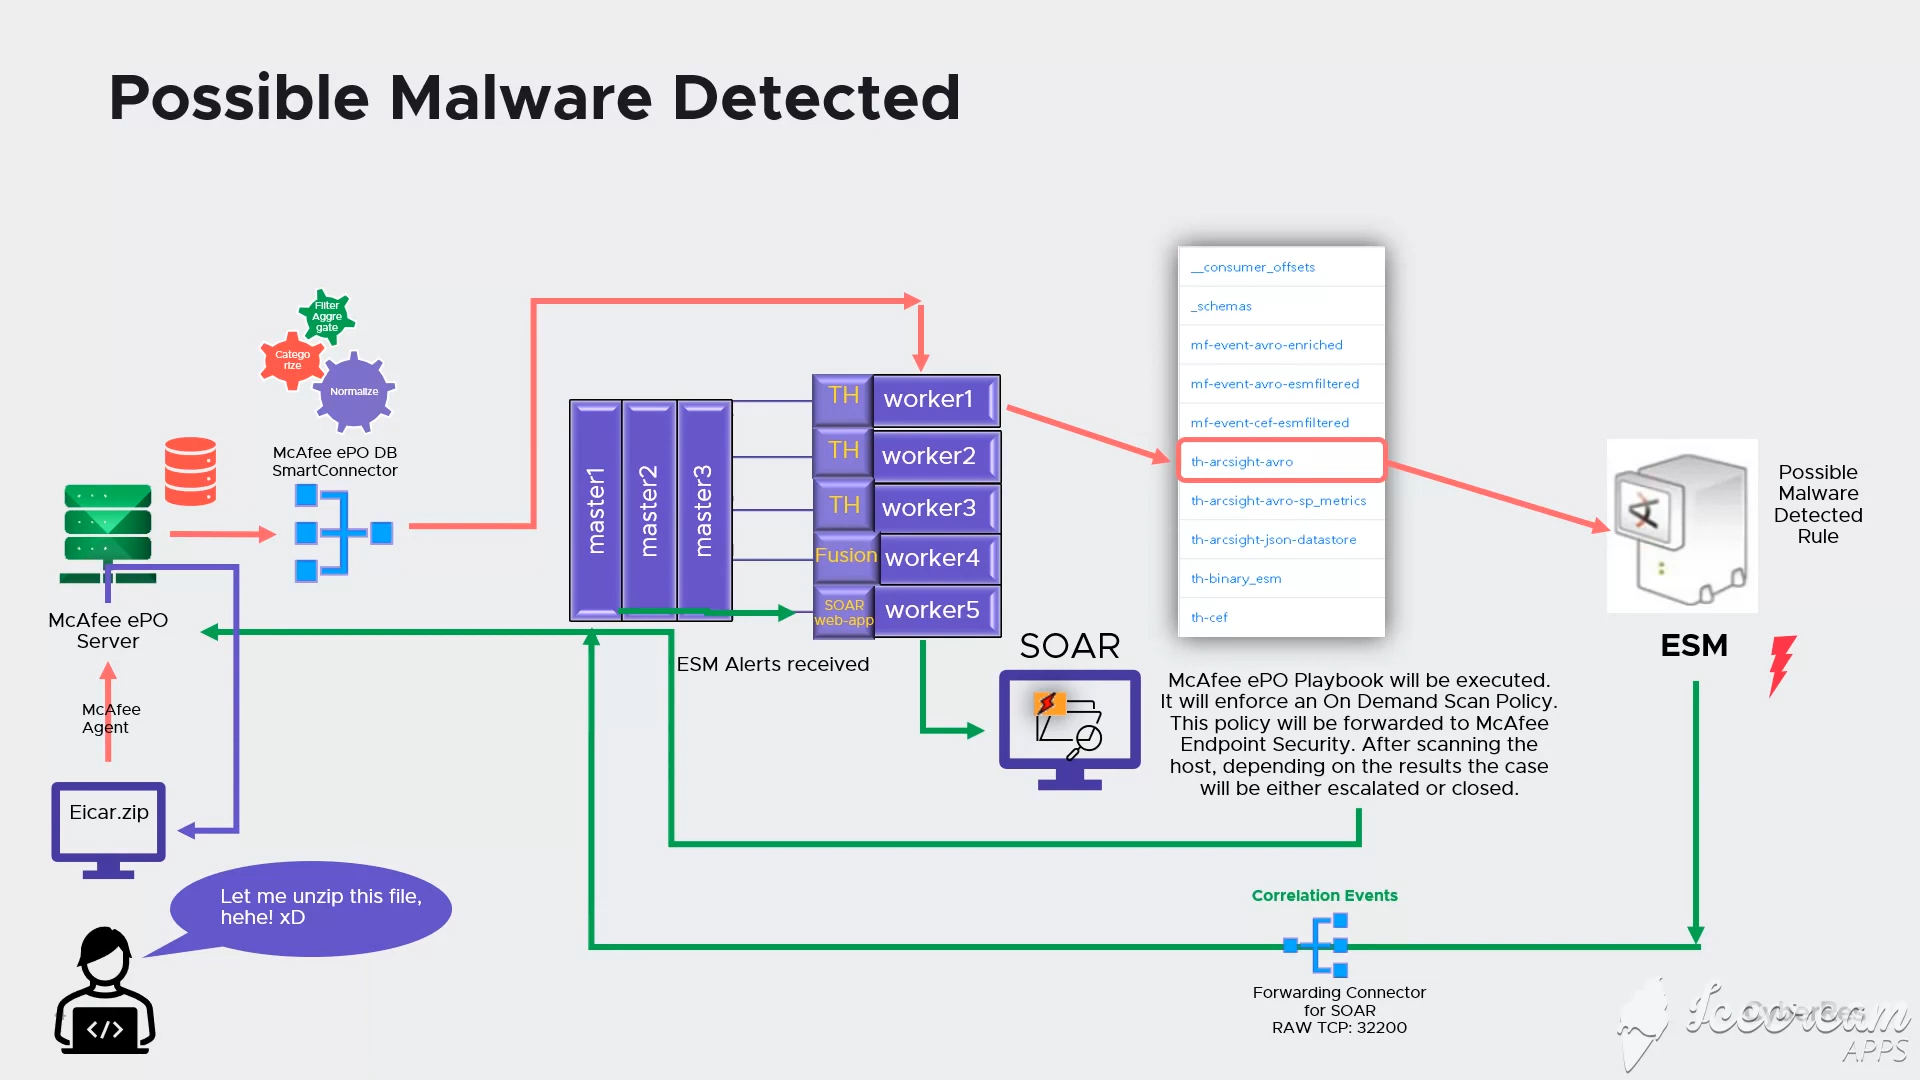 Possible Malware Detected
Filter
Aggre
gate
Catego
rize
Normalize
McAfee ePO DB
SmartConnector
McAfee ePO
Server
McAfee
Agent
Eicar.zip
Let me unzip this file,
hehe! xD
</>
master1
master2
master3
TH
worker1
TH
worker2
TH
worker3
Fusion
worker4
SOAR
web-app
worker5
ESM Alerts received
SOAR
__consumer_offsets
_schemas
mf-event-avro-enriched
mf-event-avro-esmfiltered
mf-event-cef-esmfiltered
th-arcsight-avro
th-arcsight-avro-sp_metrics
th-arcsight-json-datastore
th-binary_esm
th-cef
McAfee ePO Playbook will be executed.
It will enforce an On Demand Scan Policy.
This policy will be forwarded to McAfee
Endpoint Security. After scanning the
host, depending on the results the case
will be either escalated or closed.
Possible
Malware
Detected
Rule
ESM
Correlation Events
Forwarding Connector
for SOAR
RAW TCP: 32200
CyberRes
Icecream
APPS